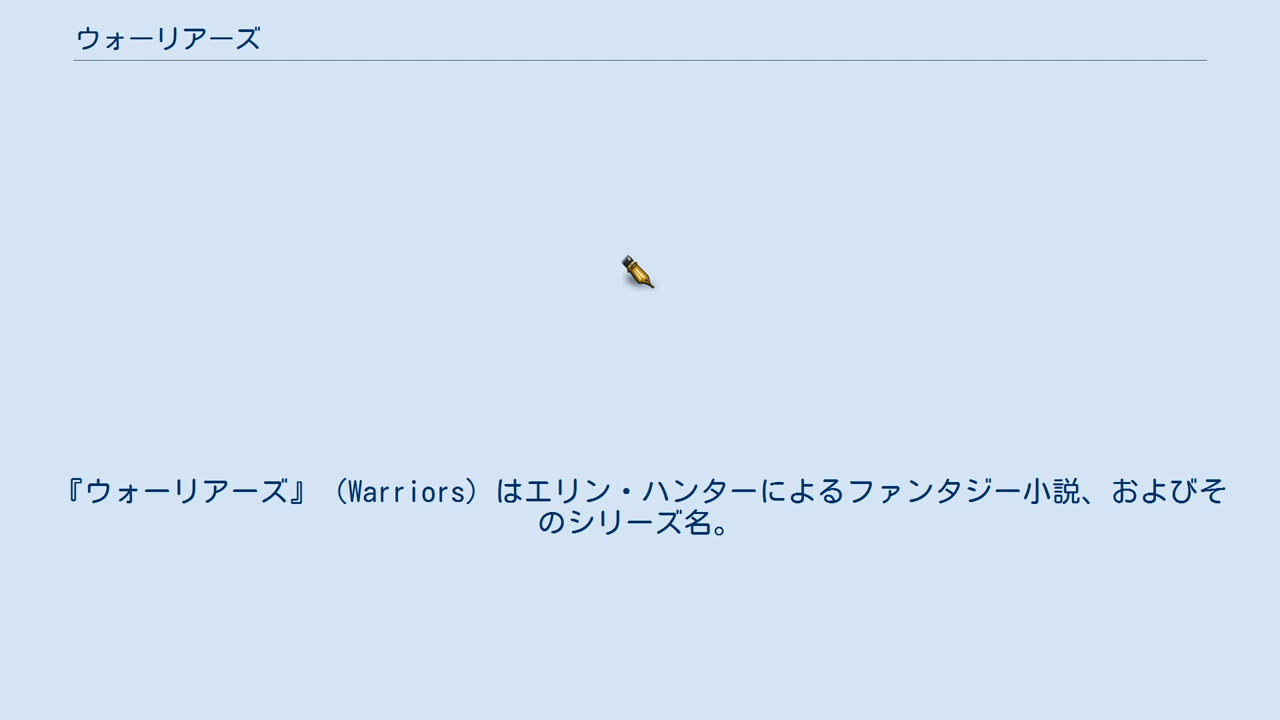 ウォーリアーズ
『ウォーリアーズ』（Warriors）はエリン・ハンターによるファンタジー小説、およびそ
のシリーズ名。